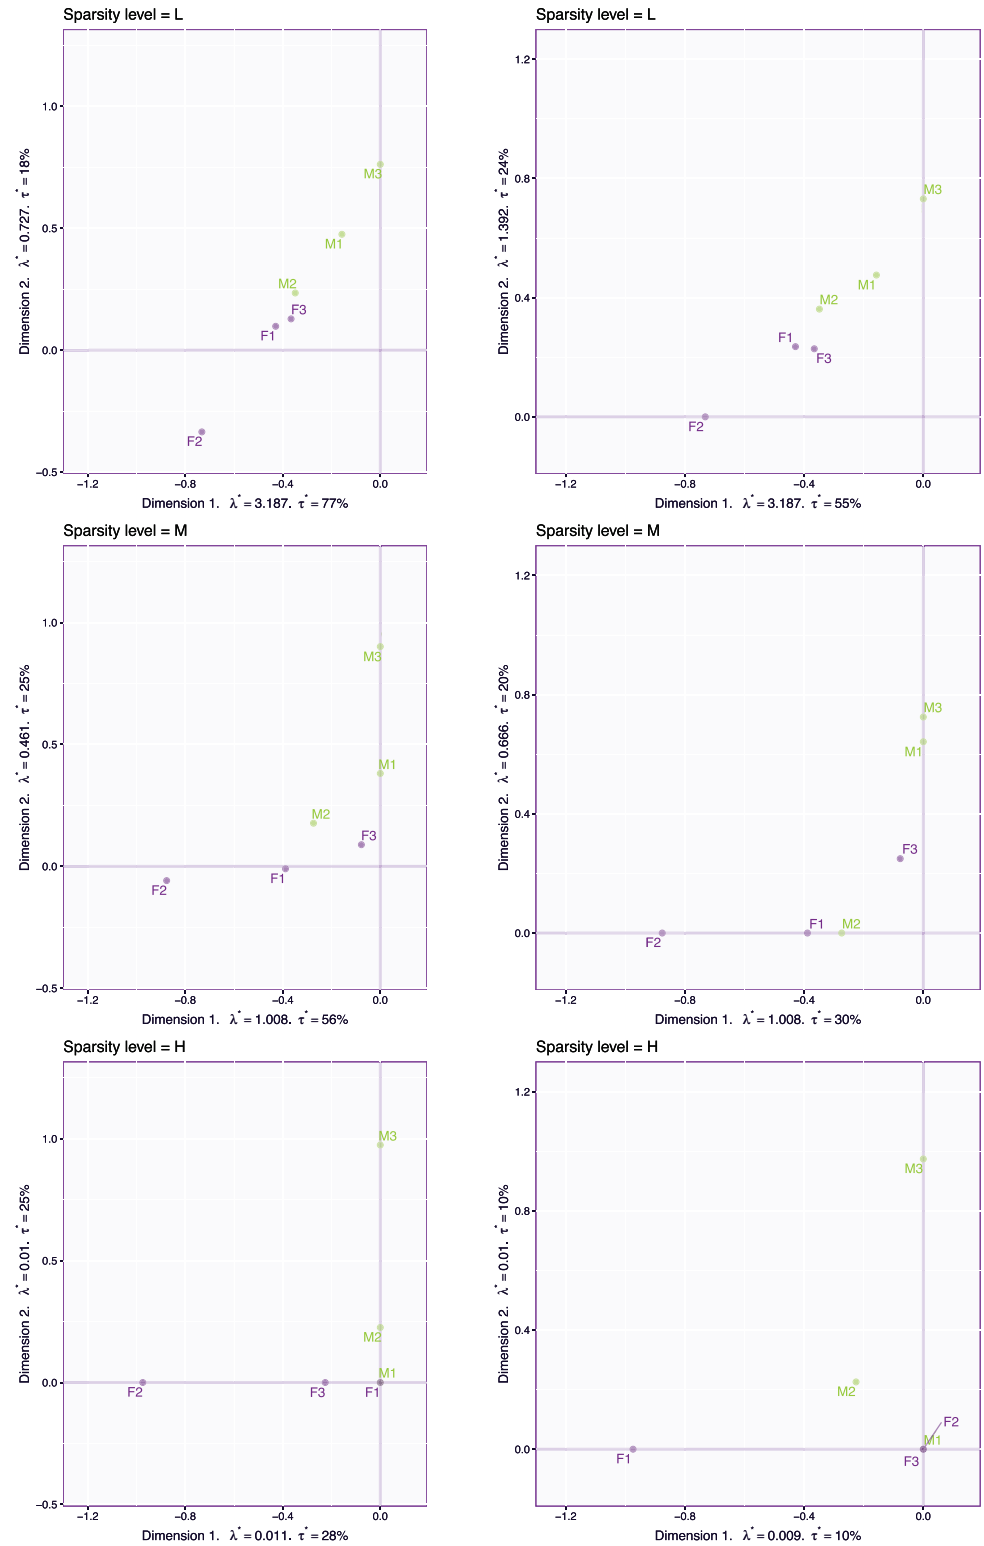 Sparsity level = L
Dimension 2. λ* = 0.727. τ* = 18%
1.0
0.5
0.0
−0.5
M3
M1
M2
F3
F1
F2
−1.2 −0.8 −0.4 0.0
Dimension 1. λ* = 3.187. τ* = 77%
Sparsity level = L
Dimension 2. λ* = 1.392. τ* = 24%
1.2
0.8
0.4
0.0
M3
M1
M2
F1
F3
F2
−1.2 −0.8 −0.4 0.0
Dimension 1. λ* = 3.187. τ* = 55%
Sparsity level = M
Dimension 2. λ* = 0.461. τ* = 25%
1.0
0.5
0.0
−0.5
M3
M1
M2
F3
F1
F2
−1.2 −0.8 −0.4 0.0
Dimension 1. λ* = 1.008. τ* = 56%
Sparsity level = M
Dimension 2. λ* = 0.666. τ* = 20%
1.2
0.8
0.4
0.0
M3
M1
F3
F1
M2
F2
−1.2 −0.8 −0.4 0.0
Dimension 1. λ* = 1.008. τ* = 30%
Sparsity level = H
Dimension 2. λ* = 0.01. τ* = 25%
1.0
0.5
0.0
−0.5
M3
M2
M1
F2
F3
F1
−1.2 −0.8 −0.4 0.0
Dimension 1. λ* = 0.011. τ* = 28%
Sparsity level = H
Dimension 2. λ* = 0.01. τ* = 10%
1.2
0.8
0.4
0.0
M3
M2
F2
M1
F1
F3
−1.2 −0.8 −0.4 0.0
Dimension 1. λ* = 0.009. τ* = 10%